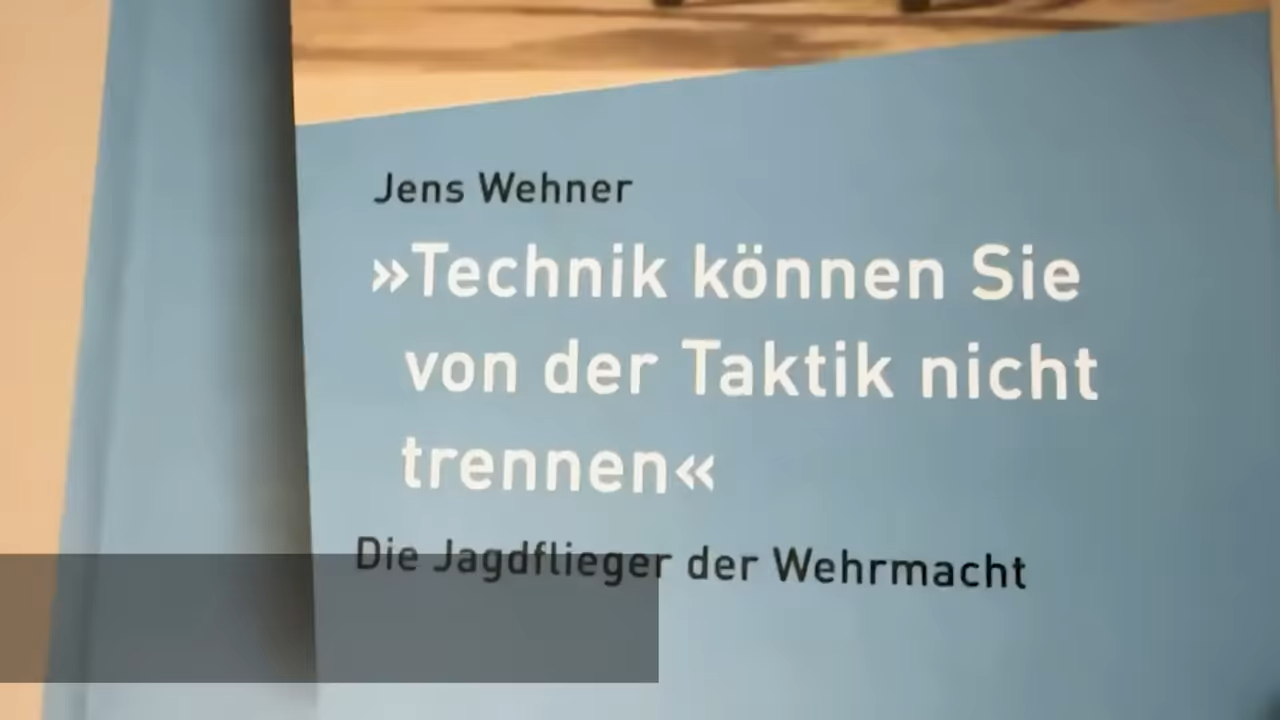 Jens Wehner
»Technik können Sie
von der Taktik nicht
trennen«
Die Jagdflieger der Wehrmacht